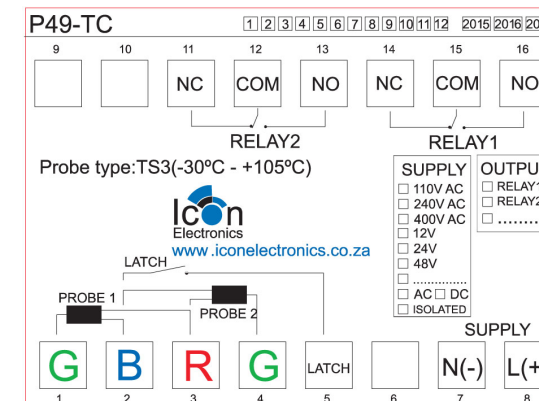 P49-TC 1 2 3 4 5 6 7 8 9 10 11 12 2015 2016 20
9 10 11 12 13 14 15 16
NC COM NO NC COM NO
RELAY2 RELAY1
Probe type:TS3(-30ºC - +105ºC)
SUPPLY
110V AC
240V AC
400V AC
12V
24V
48V
...............
AC DC
ISOLATED
OUTPU
RELAY1
RELAY2
.........
Icon
Electronics
www.iconelectronics.co.za
LATCH
PROBE 1
PROBE 2
SUPPLY
G B R G LATCH N(-) L(+
1 2 3 4 5 6 7 8